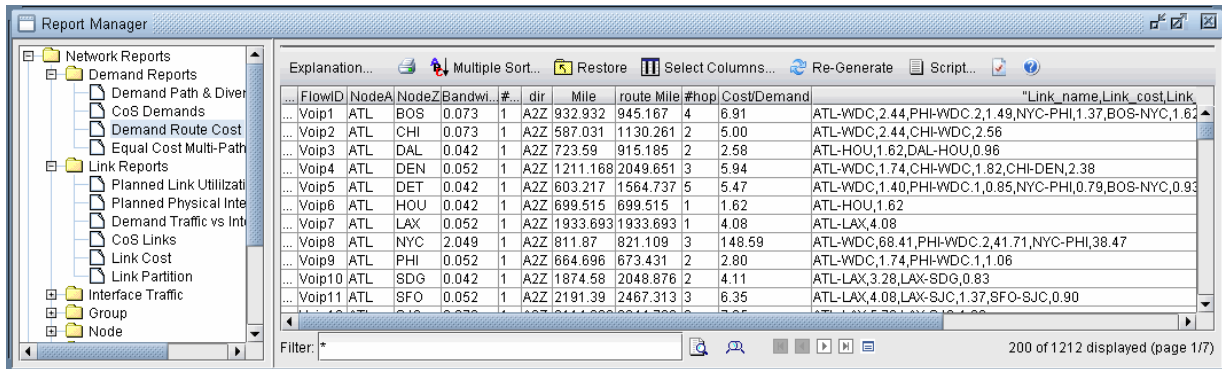 Report Manager
Network Reports
Demand Reports
Demand Path & Diver
CoS Demands
Demand Route Cost
Equal Cost Multi-Path
Link Reports
Planned Link Utililzati
Planned Physical Inte
Demand Traffic vs Int
CoS Links
Link Cost
Link Partition
Interface Traffic
Group
Node
Explanation... Multiple Sort... Restore Select Columns... Re-Generate Script...
... FlowID NodeA NodeZ Bandwi... #... dir Mile route Mile #hop Cost/Demand "Link_name,Link_cost,Link_
... Voip1 ATL BOS 0.073 1 A2Z 932.932 945.167 4 6.91 ATL-WDC,2.44,PHI-WDC.2,1.49,NYC-PHI,1.37,BOS-NYC,1.62
... Voip2 ATL CHI 0.073 1 A2Z 587.031 1130.261 2 5.00 ATL-WDC,2.44,CHI-WDC,2.56
... Voip3 ATL DAL 0.042 1 A2Z 723.59 915.185 2 2.58 ATL-HOU,1.62,DAL-HOU,0.96
... Voip4 ATL DEN 0.052 1 A2Z 1211.168 2049.651 3 5.94 ATL-WDC,1.74,CHI-WDC,1.82,CHI-DEN,2.38
... Voip5 ATL DET 0.042 1 A2Z 603.217 1564.737 5 5.47 ATL-WDC,1.40,PHI-WDC.1,0.85,NYC-PHI,0.79,BOS-NYC,0.93
... Voip6 ATL HOU 0.042 1 A2Z 699.515 699.515 1 1.62 ATL-HOU,1.62
... Voip7 ATL LAX 0.052 1 A2Z 1933.693 1933.693 1 4.08 ATL-LAX,4.08
... Voip8 ATL NYC 2.049 1 A2Z 811.87 821.109 3 148.59 ATL-WDC,68.41,PHI-WDC.2,41.71,NYC-PHI,38.47
... Voip9 ATL PHI 0.052 1 A2Z 664.696 673.431 2 2.80 ATL-WDC,1.74,PHI-WDC.1,1.06
... Voip10 ATL SDG 0.042 1 A2Z 1874.58 2048.876 2 4.11 ATL-LAX,3.28,LAX-SDG,0.83
... Voip11 ATL SFO 0.052 1 A2Z 2191.39 2467.313 3 6.35 ATL-LAX,4.08,LAX-SJC,1.37,SFO-SJC,0.90
Filter: *
200 of 1212 displayed (page 1/7)